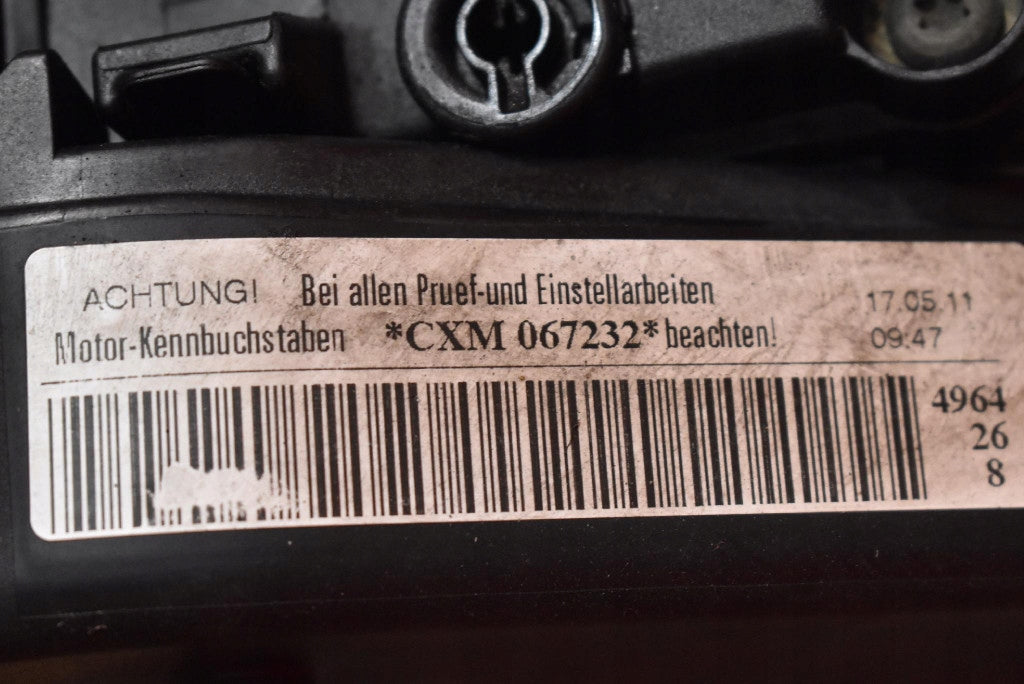 ACHTUNG! Bei allen Pruef-und Einstellarbeiten 17.05.11
Motor-Kennbuchstaben *CXM 067232* beachten! 09:47
4964
26
8